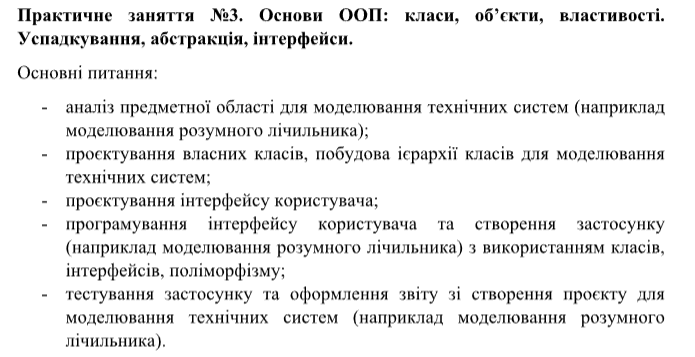 Практичне заняття №3. Основи ООП: класи, об’єкти, властивості.
Успадкування, абстракція, інтерфейси.
Основні питання:
- аналіз предметної області для моделювання технічних систем (наприклад
моделювання розумного лічильника);
- проєктування власних класів, побудова ієрархії класів для моделювання
технічних систем;
- проєктування інтерфейсу користувача;
- програмування інтерфейсу користувача та створення застосунку
(наприклад моделювання розумного лічильника) з використанням класів,
інтерфейсів, поліморфізму;
- тестування застосунку та оформлення звіту зі створення проєкту для
моделювання технічних систем (наприклад моделювання розумного
лічильника).